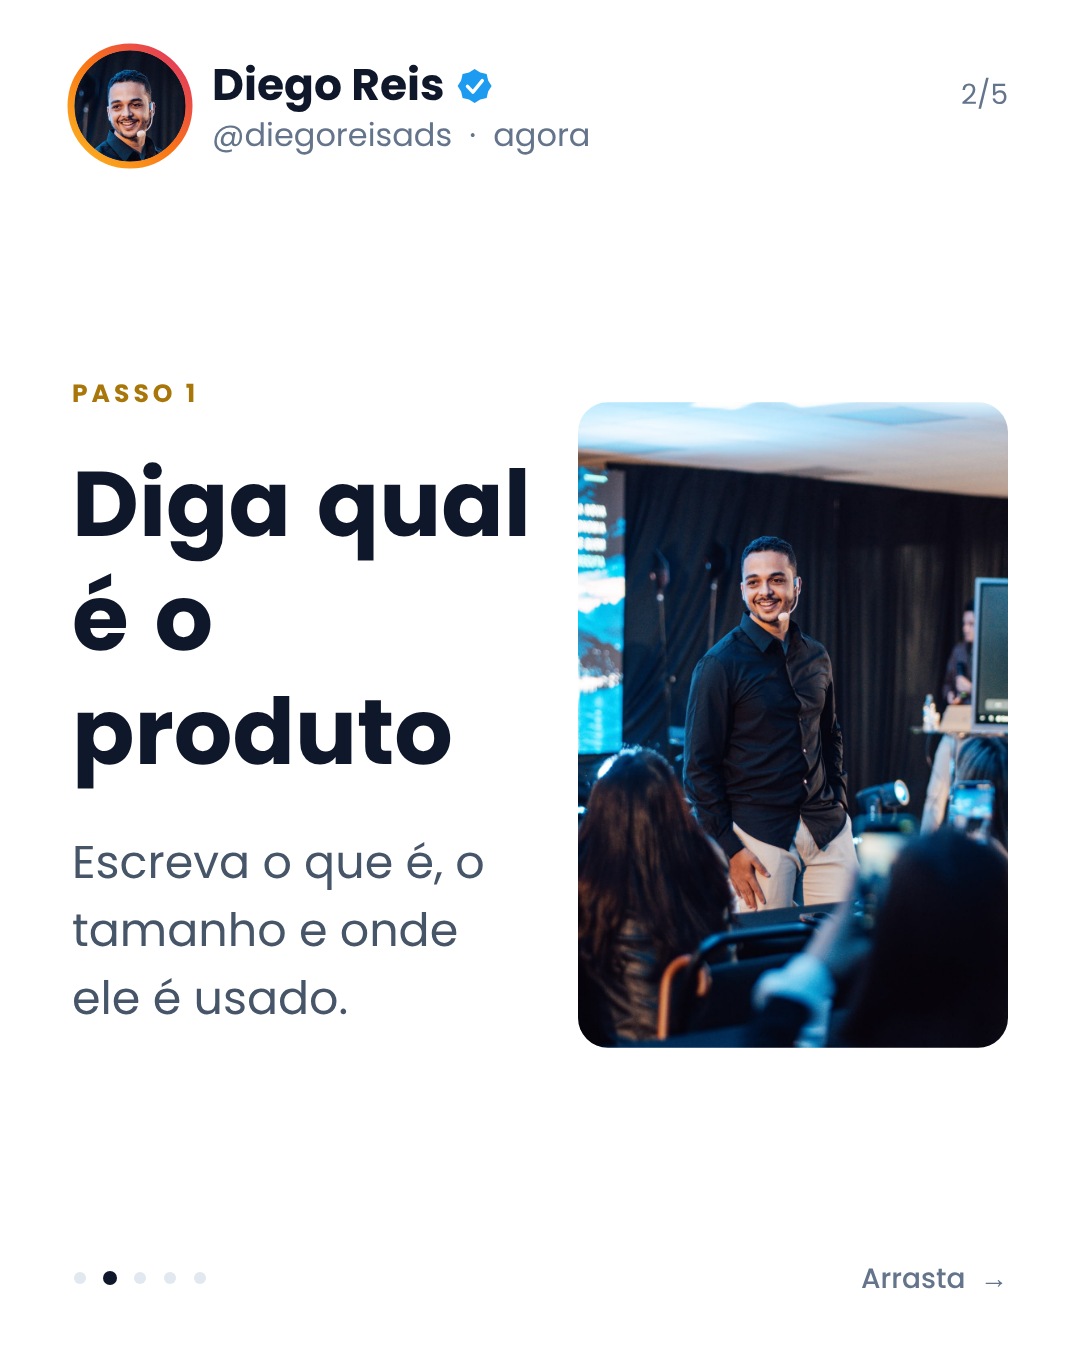 Diego Reis
@diegoreisads · agora
2/5
PASSO 1
Diga qual
é o
produto
Escreva o que é, o
tamanho e onde
ele é usado.
Arrasta →